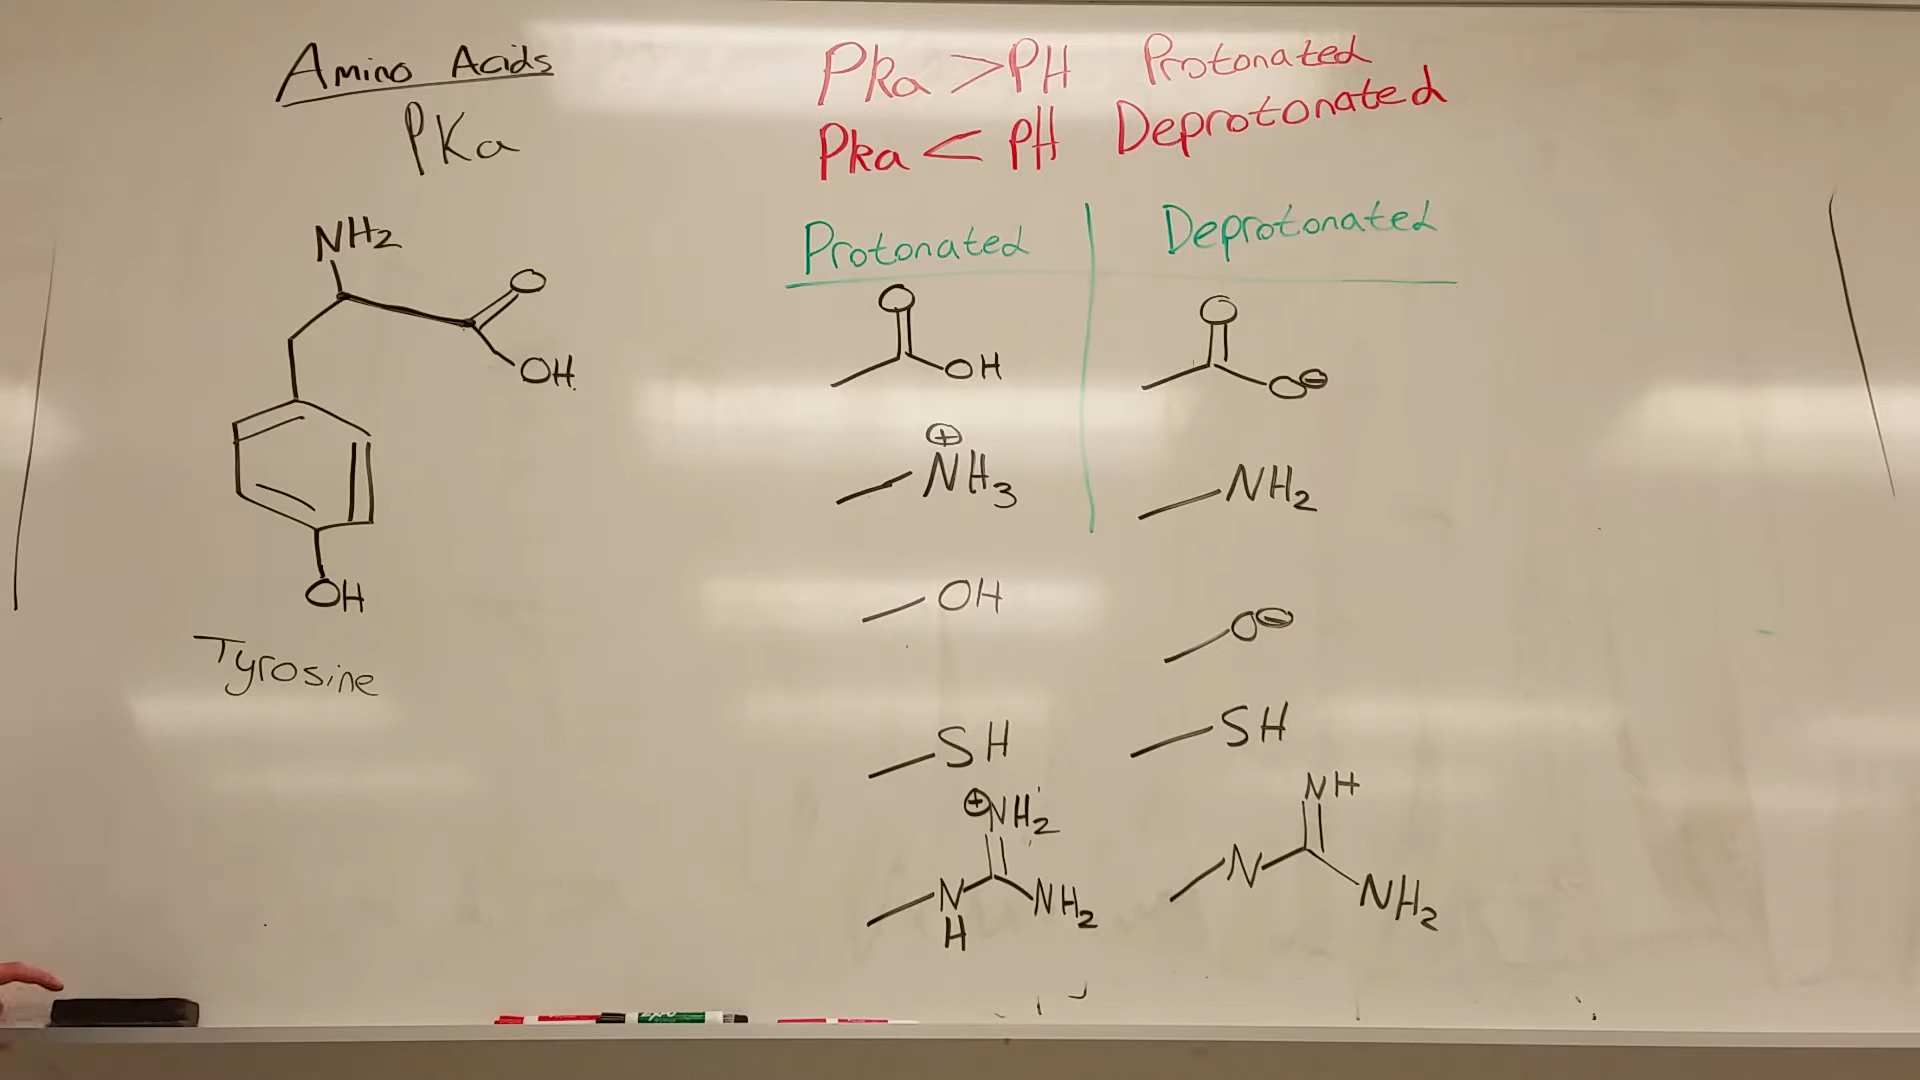 Amino Acids
PKa
Pka > PH Protonated
Pka < PH Deprotonated
NH2
O
OH
OH
Tyrosine
Protonated Deprotonated
O O
OH O⊖
⊕
NH3 NH2
OH O⊖
SH SH
⊕NH2 NH
N NH2 N NH2
H
EXPO